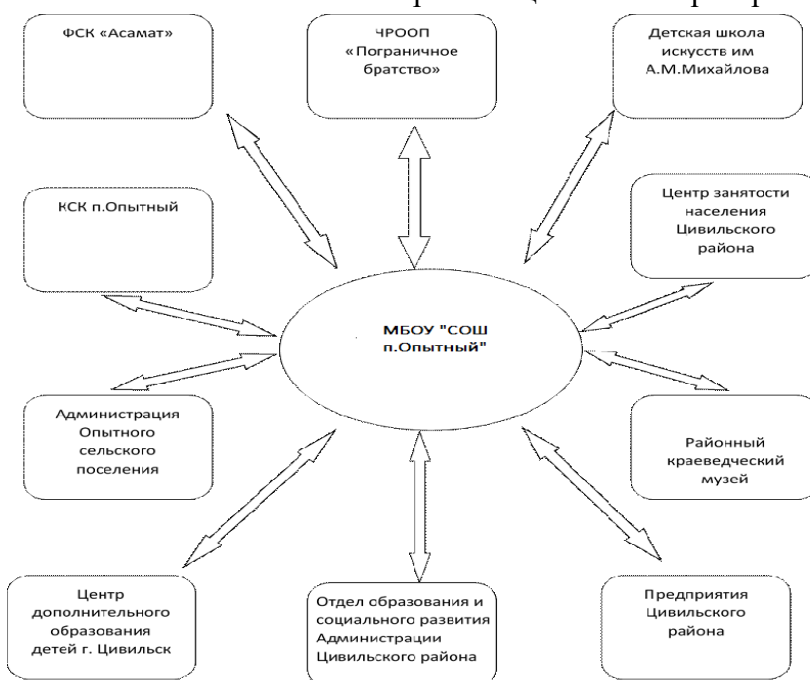 ФСК «Асамат»
ЧРООП
«Пограничное
братство»
Детская школа
искусств им
А.М.Михайлова
КСК п.Опытный
Центр занятости
населения
Цивильского
района
МБОУ "СОШ
п.Опытный"
Администрация
Опытного
сельского
поселения
Районный
краеведческий
музей
Центр
дополнительного
образования
детей г. Цивильск
Отдел образования и
социального развития
Администрации
Цивильского района
Предприятия
Цивильского
района